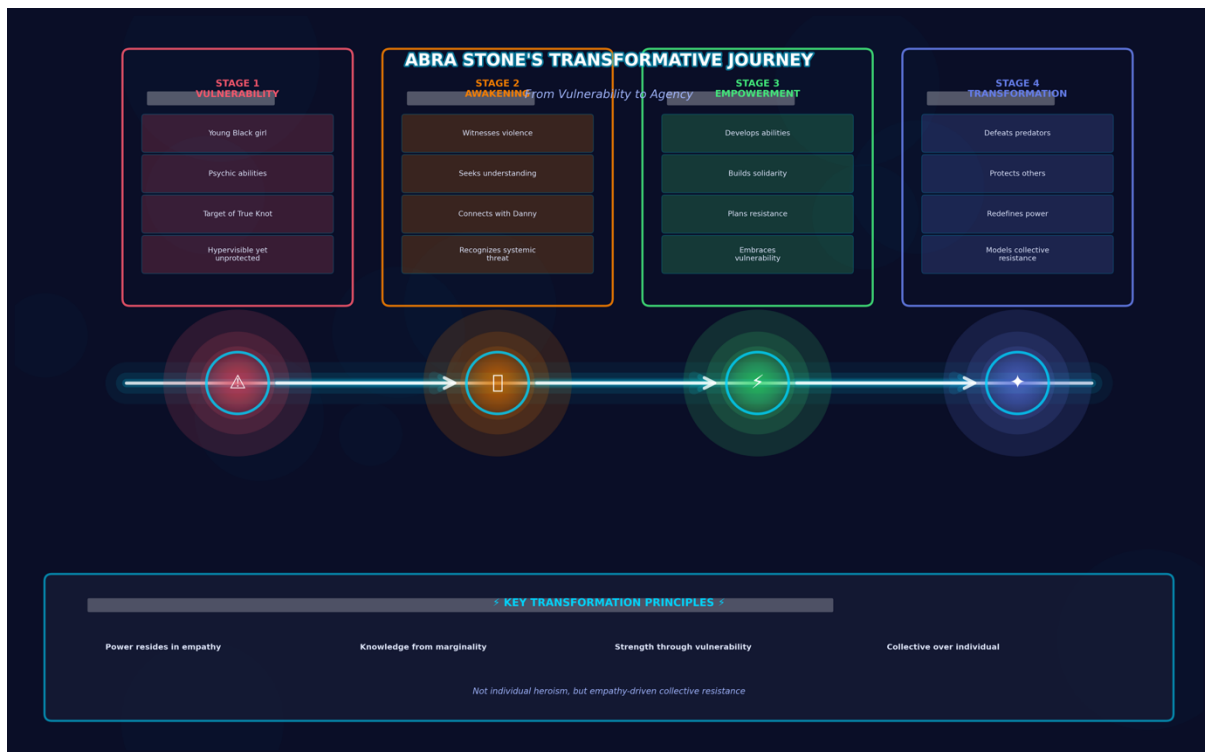 ABRA STONE'S TRANSFORMATIVE JOURNEY
From Vulnerability to Agency
STAGE 1
VULNERABILITY
Young Black girl
Psychic abilities
Target of True Knot
Hypervisible yet
unprotected
STAGE 2
AWAKENING
Witnesses violence
Seeks understanding
Connects with Danny
Recognizes systemic
threat
STAGE 3
EMPOWERMENT
Develops abilities
Builds solidarity
Plans resistance
Embraces
vulnerability
STAGE 4
TRANSFORMATION
Defeats predators
Protects others
Redefines power
Models collective
resistance
⚠
⚡
✦
⚡ KEY TRANSFORMATION PRINCIPLES ⚡
Power resides in empathy
Knowledge from marginality
Strength through vulnerability
Collective over individual
Not individual heroism, but empathy-driven collective resistance